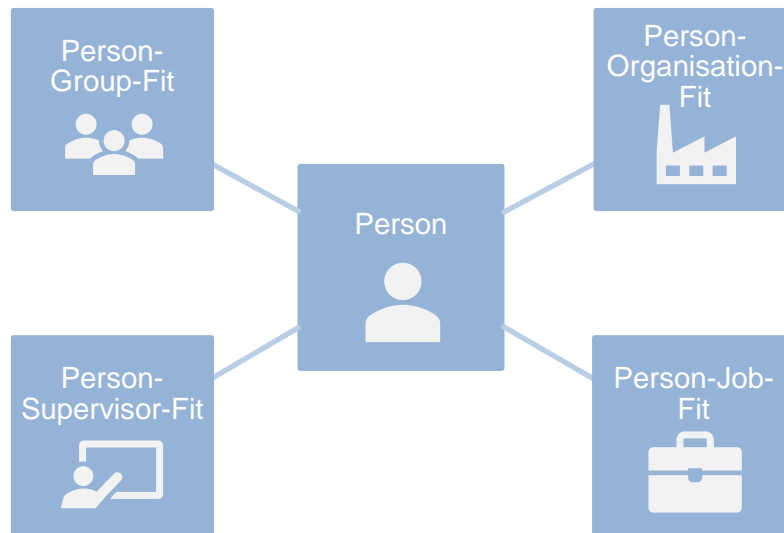 Person-
Group-Fit
Person-
Organisation-
Fit
Person
Person-
Supervisor-Fit
Person-Job-
Fit